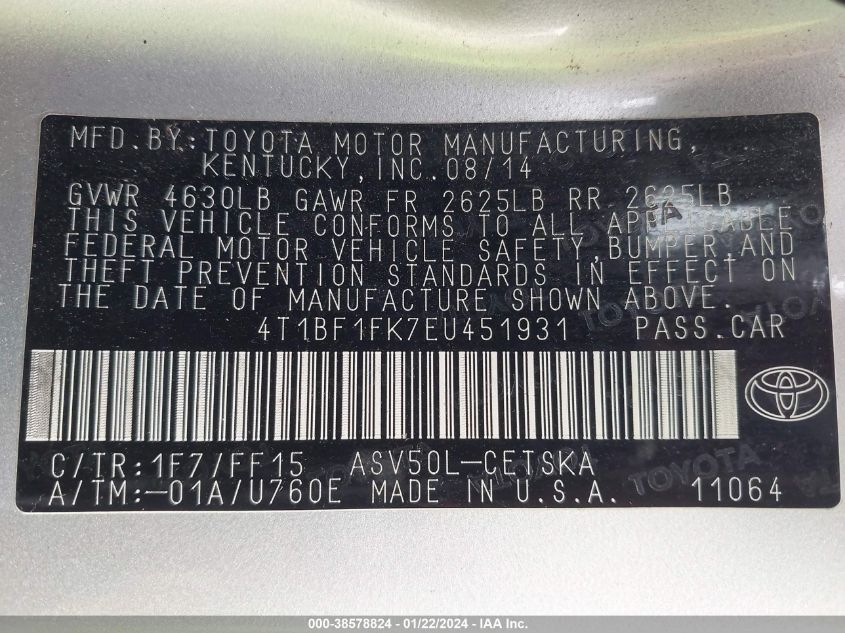 MFD. BY: TOYOTA MOTOR MANUFACTURING,
KENTUCKY, INC. 08/14
GVWR 4630LB GAWR FR 2625LB RR 2625LB
THIS VEHICLE CONFORMS TO ALL APPLICABLE
FEDERAL MOTOR VEHICLE SAFETY, BUMPER, AND
THEFT PREVENTION STANDARDS IN EFFECT ON
THE DATE OF MANUFACTURE SHOWN ABOVE.
4T1BF1FK7EU451931 PASS. CAR
C/TR: 1F7/FF15 ASV50L-CETSKA
A/TM: -01A/U760E MADE IN U.S.A. 11064
000-38578824 - 01/22/2024 - IAA Inc.